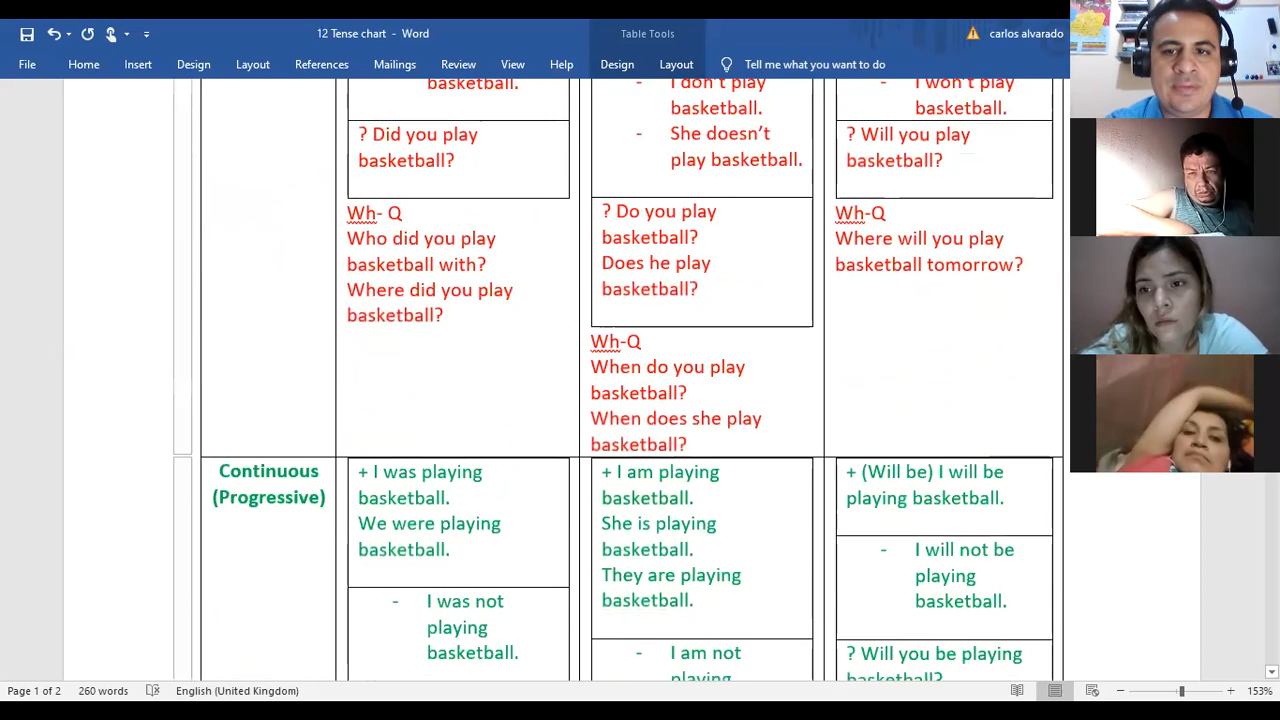 12 Tense chart - Word
Table Tools
carlos alvarado
File
Home
Insert
Design
Layout
References
Mailings
Review
View
Help
Design
Layout
Tell me what you want to do
basketball.
? Did you play
basketball?
Wh- Q
Who did you play
basketball with?
Where did you play
basketball?
- I don't play
basketball.
- She doesn't
play basketball.
? Do you play
basketball?
Does he play
basketball?
Wh-Q
When do you play
basketball?
When does she play
basketball?
- I won't play
basketball.
? Will you play
basketball?
Wh-Q
Where will you play
basketball tomorrow?
Continuous
(Progressive)
+ I was playing
basketball.
We were playing
basketball.
- I was not
playing
basketball.
+ I am playing
basketball.
She is playing
basketball.
They are playing
basketball.
- I am not
playing
+ (Will be) I will be
playing basketball.
- I will not be
playing
basketball.
? Will you be playing
basketball?
Page 1 of 2
260 words
English (United Kingdom)
153%